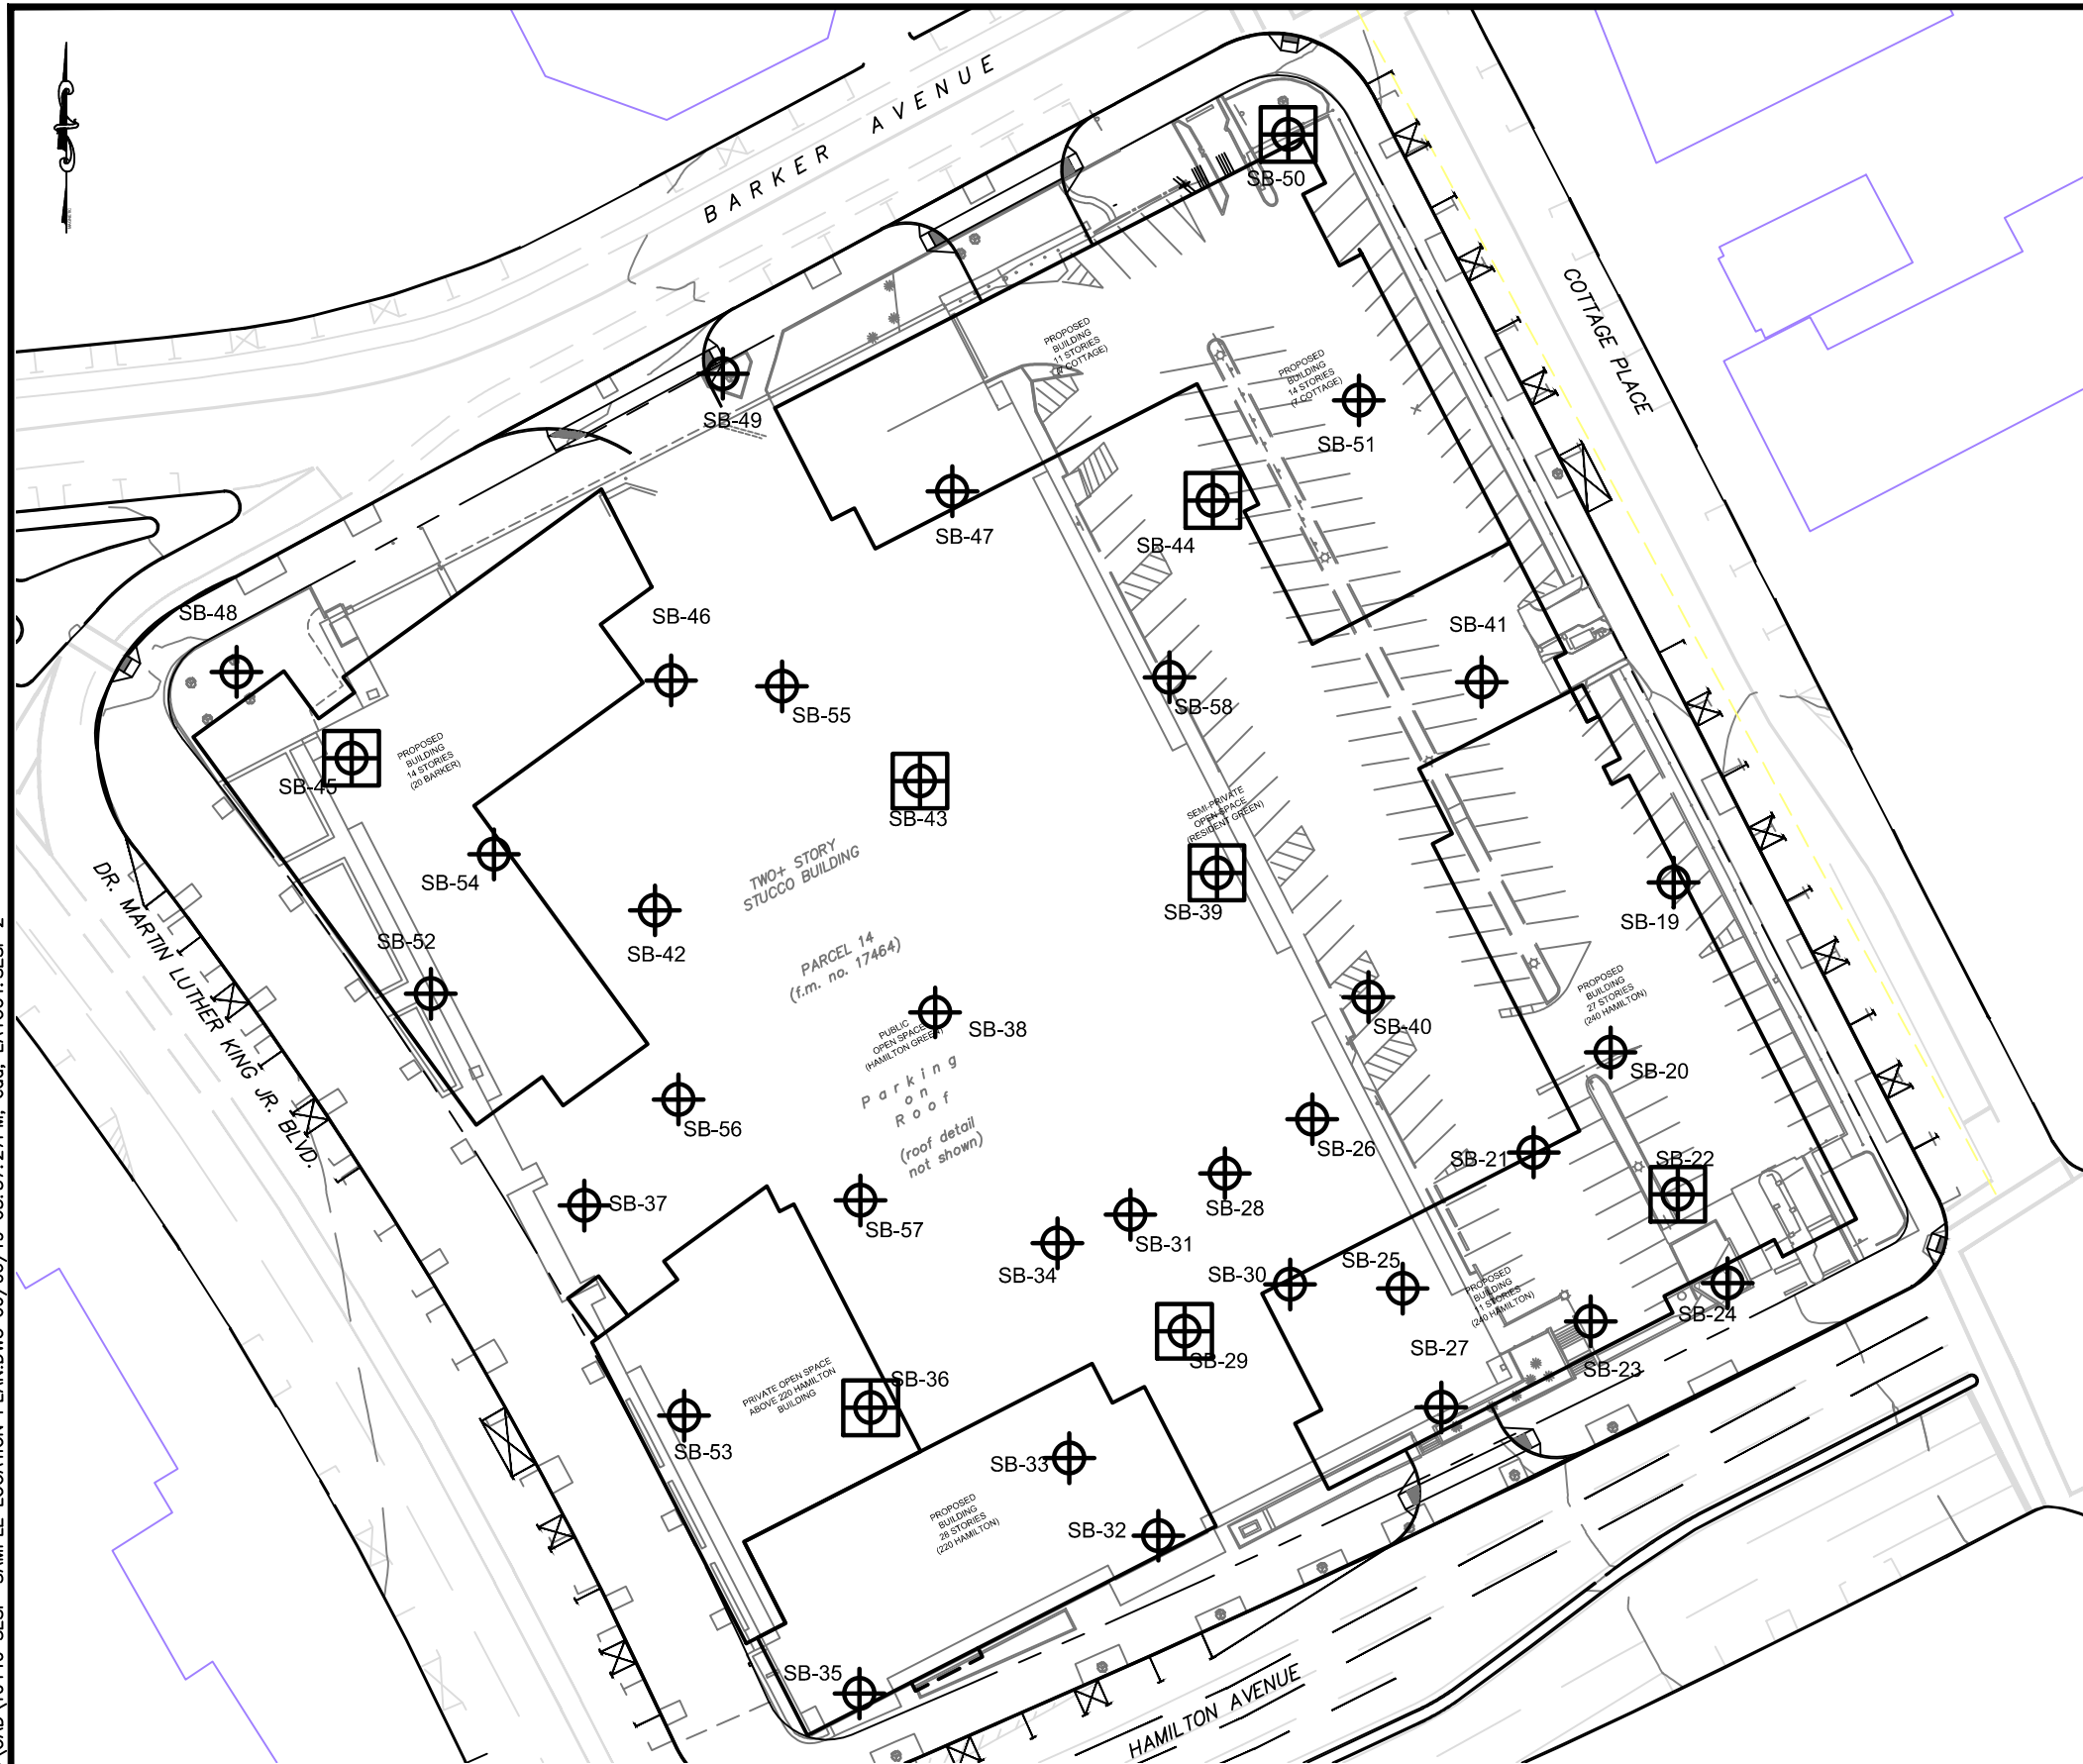 BARKER AVENUE
SB-50
COTTAGE PLACE
PROPOSED
BUILDING
11 STORIES
PROPOSED
BUILDING
14 STORIES
(7 COTTAGE)
SB-49
SB-51
SB-47
SB-44
SB-48
SB-46
SB-41
SB-55
SB-58
PROPOSED
BUILDING
14 STORIES
(20 BARKER)
SB-45
SB-43
SEMI-PRIVATE
OPEN SPACE
(RESIDENT GREEN)
TWO+ STORY
STUCCO BUILDING
SB-54
SB-39
SB-19
DR. MARTIN LUTHER KING JR. BLVD.
SB-52
SB-42
PARCEL 14
(f.m. no. 17464)
PROPOSED
BUILDING
27 STORIES
(240 HAMILTON)
SB-38
PUBLIC
OPEN SPACE
(HAMILTON GREEN)
SB-40
Parking
on
Roof
(roof detail
not shown)
SB-20
SB-56
SB-26
SB-21
SB-22
SB-37
SB-57
SB-28
SB-31
SB-34
SB-30
SB-25
PROPOSED
BUILDING
11 STORIES
(240 HAMILTON)
SB-24
SB-29
SB-27
SB-23
PRIVATE OPEN SPACE
ABOVE 220 HAMILTON
BUILDING
SB-36
SB-53
SB-33
PROPOSED
BUILDING
28 STORIES
(220 HAMILTON)
SB-32
SB-35
HAMILTON AVENUE